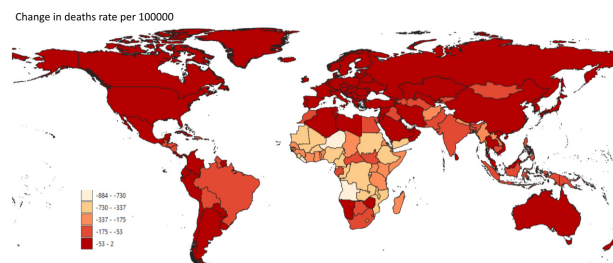 Change in deaths rate per 100000
-884 - -730
-730 - -337
-337 - -175
-175 - -53
-53 - 2